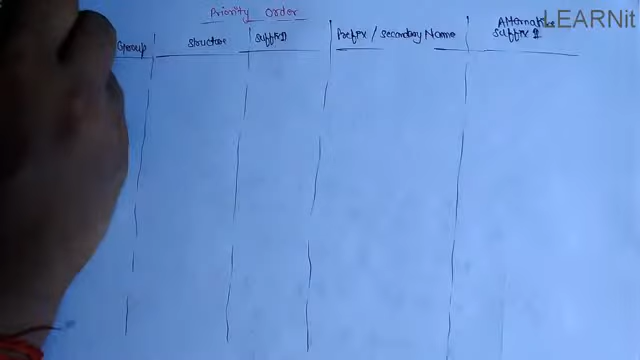 Priority Order
LEARNit
Group Structure Suffix Prefix / Secondary Name Alternative Suffix